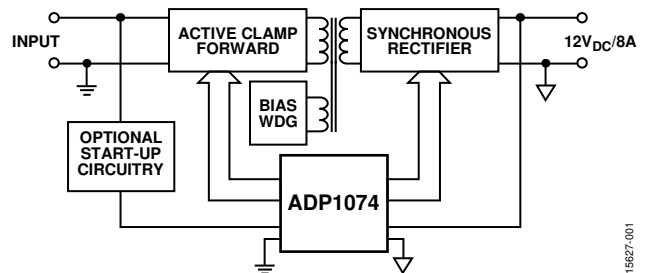 INPUT
ACTIVE CLAMP
FORWARD
SYNCHRONOUS
RECTIFIER
12VDC/8A
BIAS
WDG
OPTIONAL
START-UP
CIRCUITRY
ADP1074
15627-001